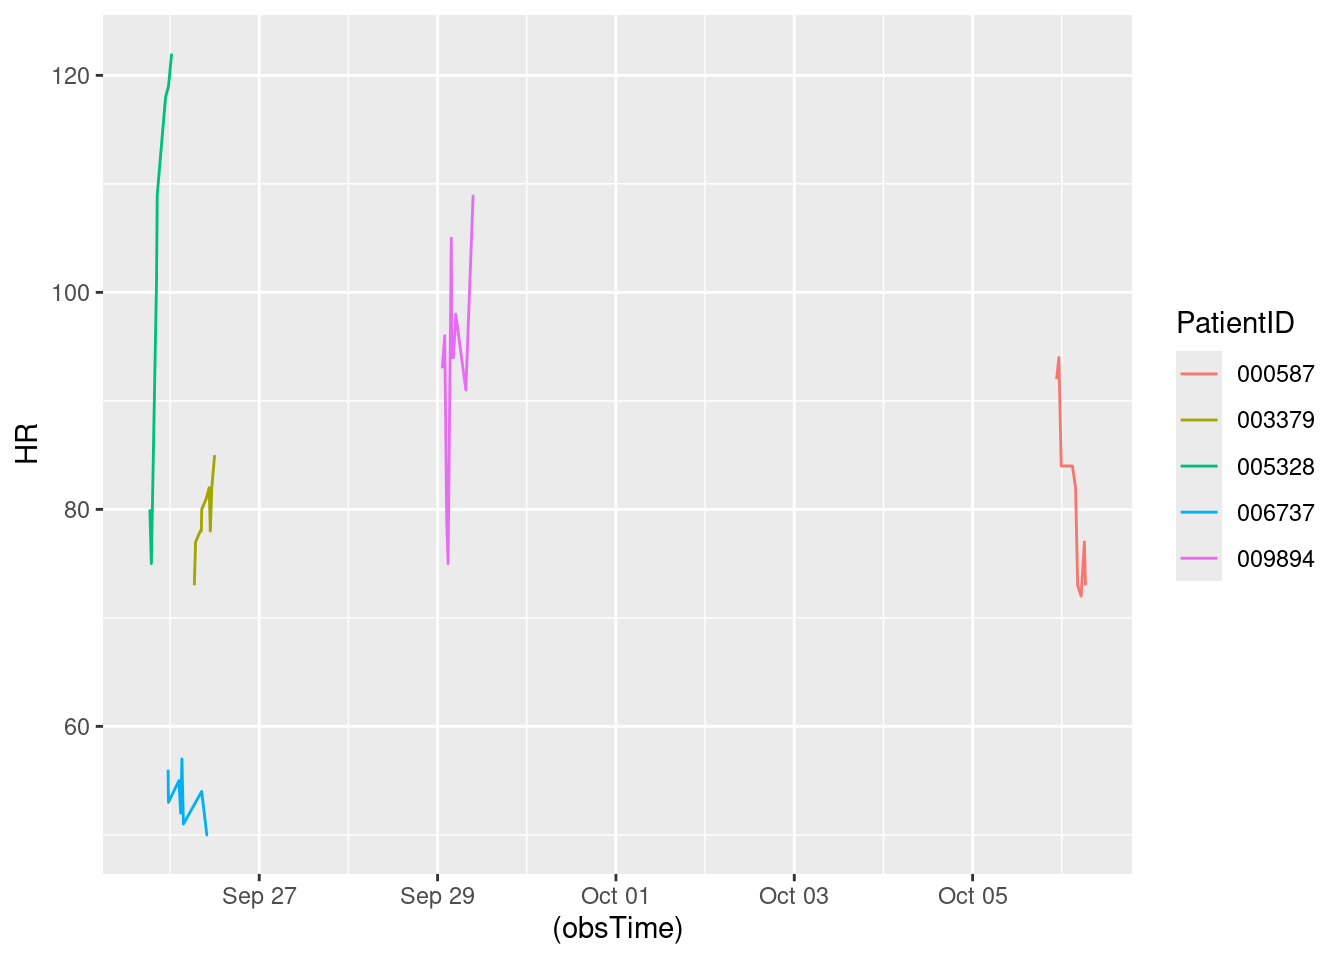 120
100
80
60
HR
Sep 27
Sep 29
Oct 01
Oct 03
Oct 05
(obsTime)
PatientID
000587
003379
005328
006737
009894